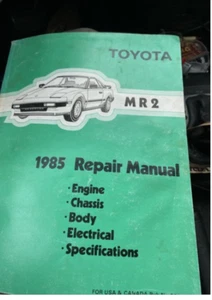 TOYOTA
MR2
1985 Repair Manual
· Engine
· Chassis
· Body
· Electrical
· Specifications
FOR USA & CANADA